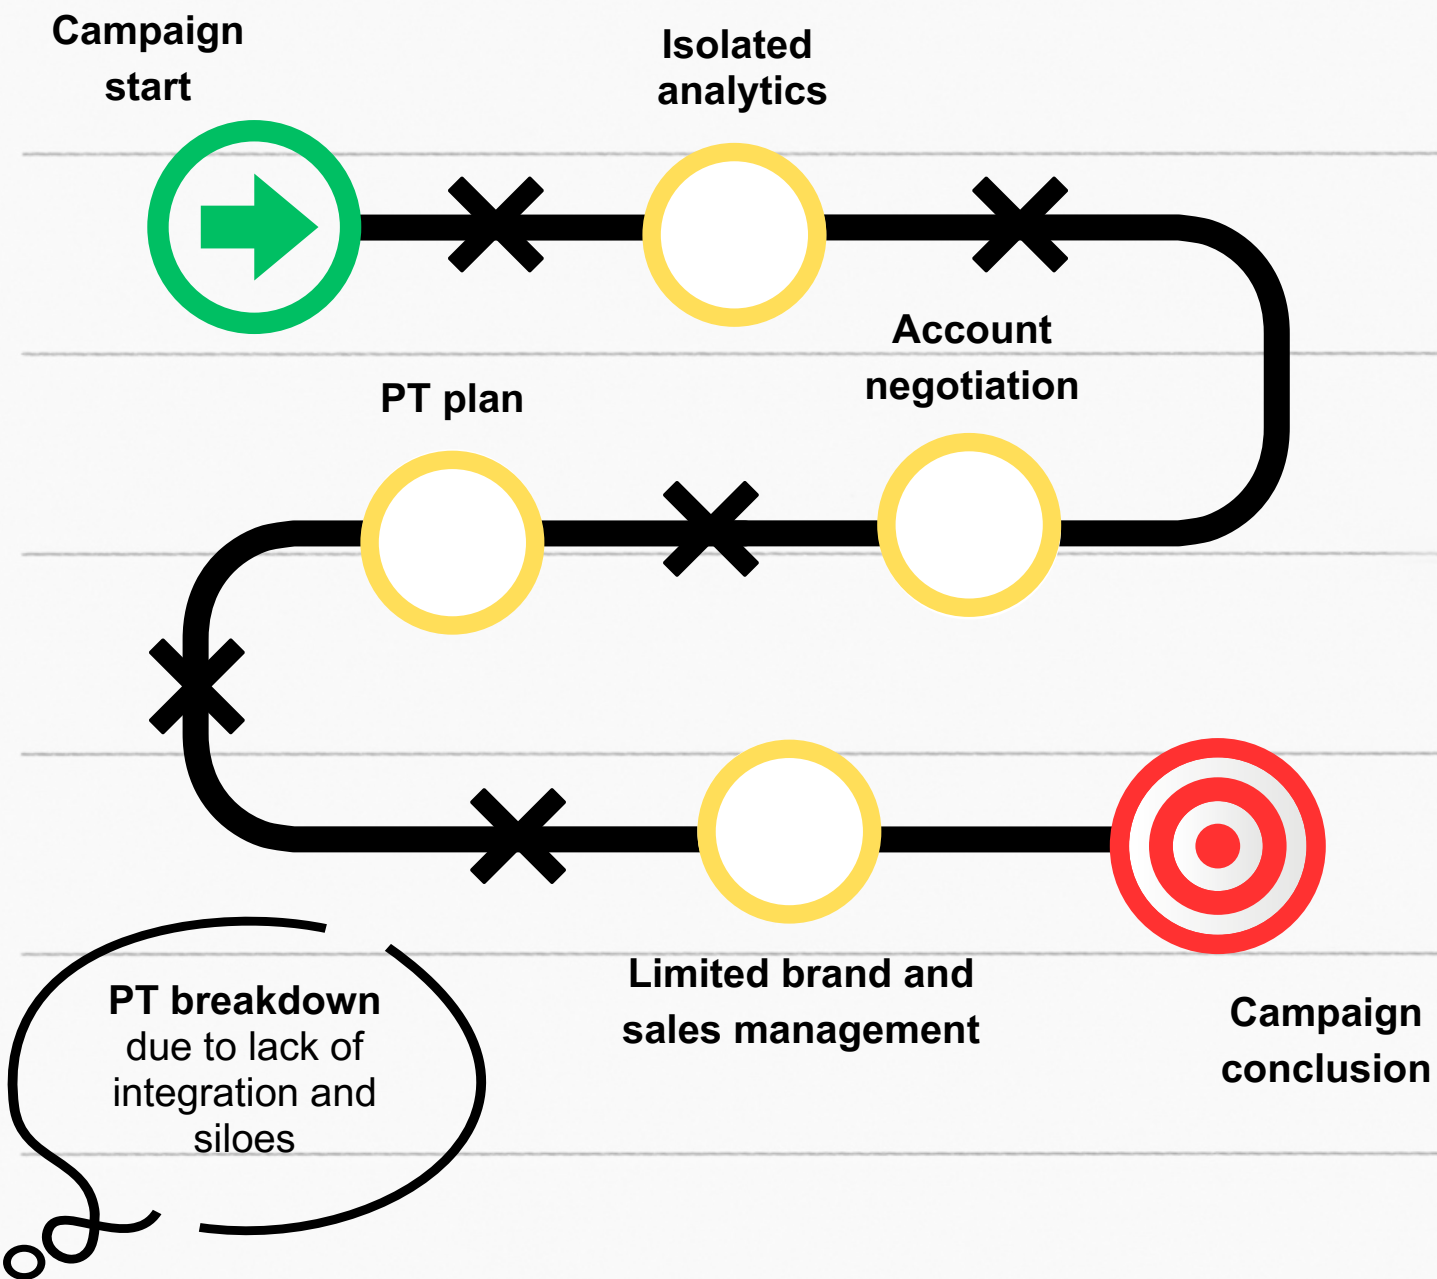 Campaign
start
Isolated
analytics
Account
negotiation
PT plan
Limited brand and
sales management
Campaign
conclusion
PT breakdown
due to lack of
integration and
siloes